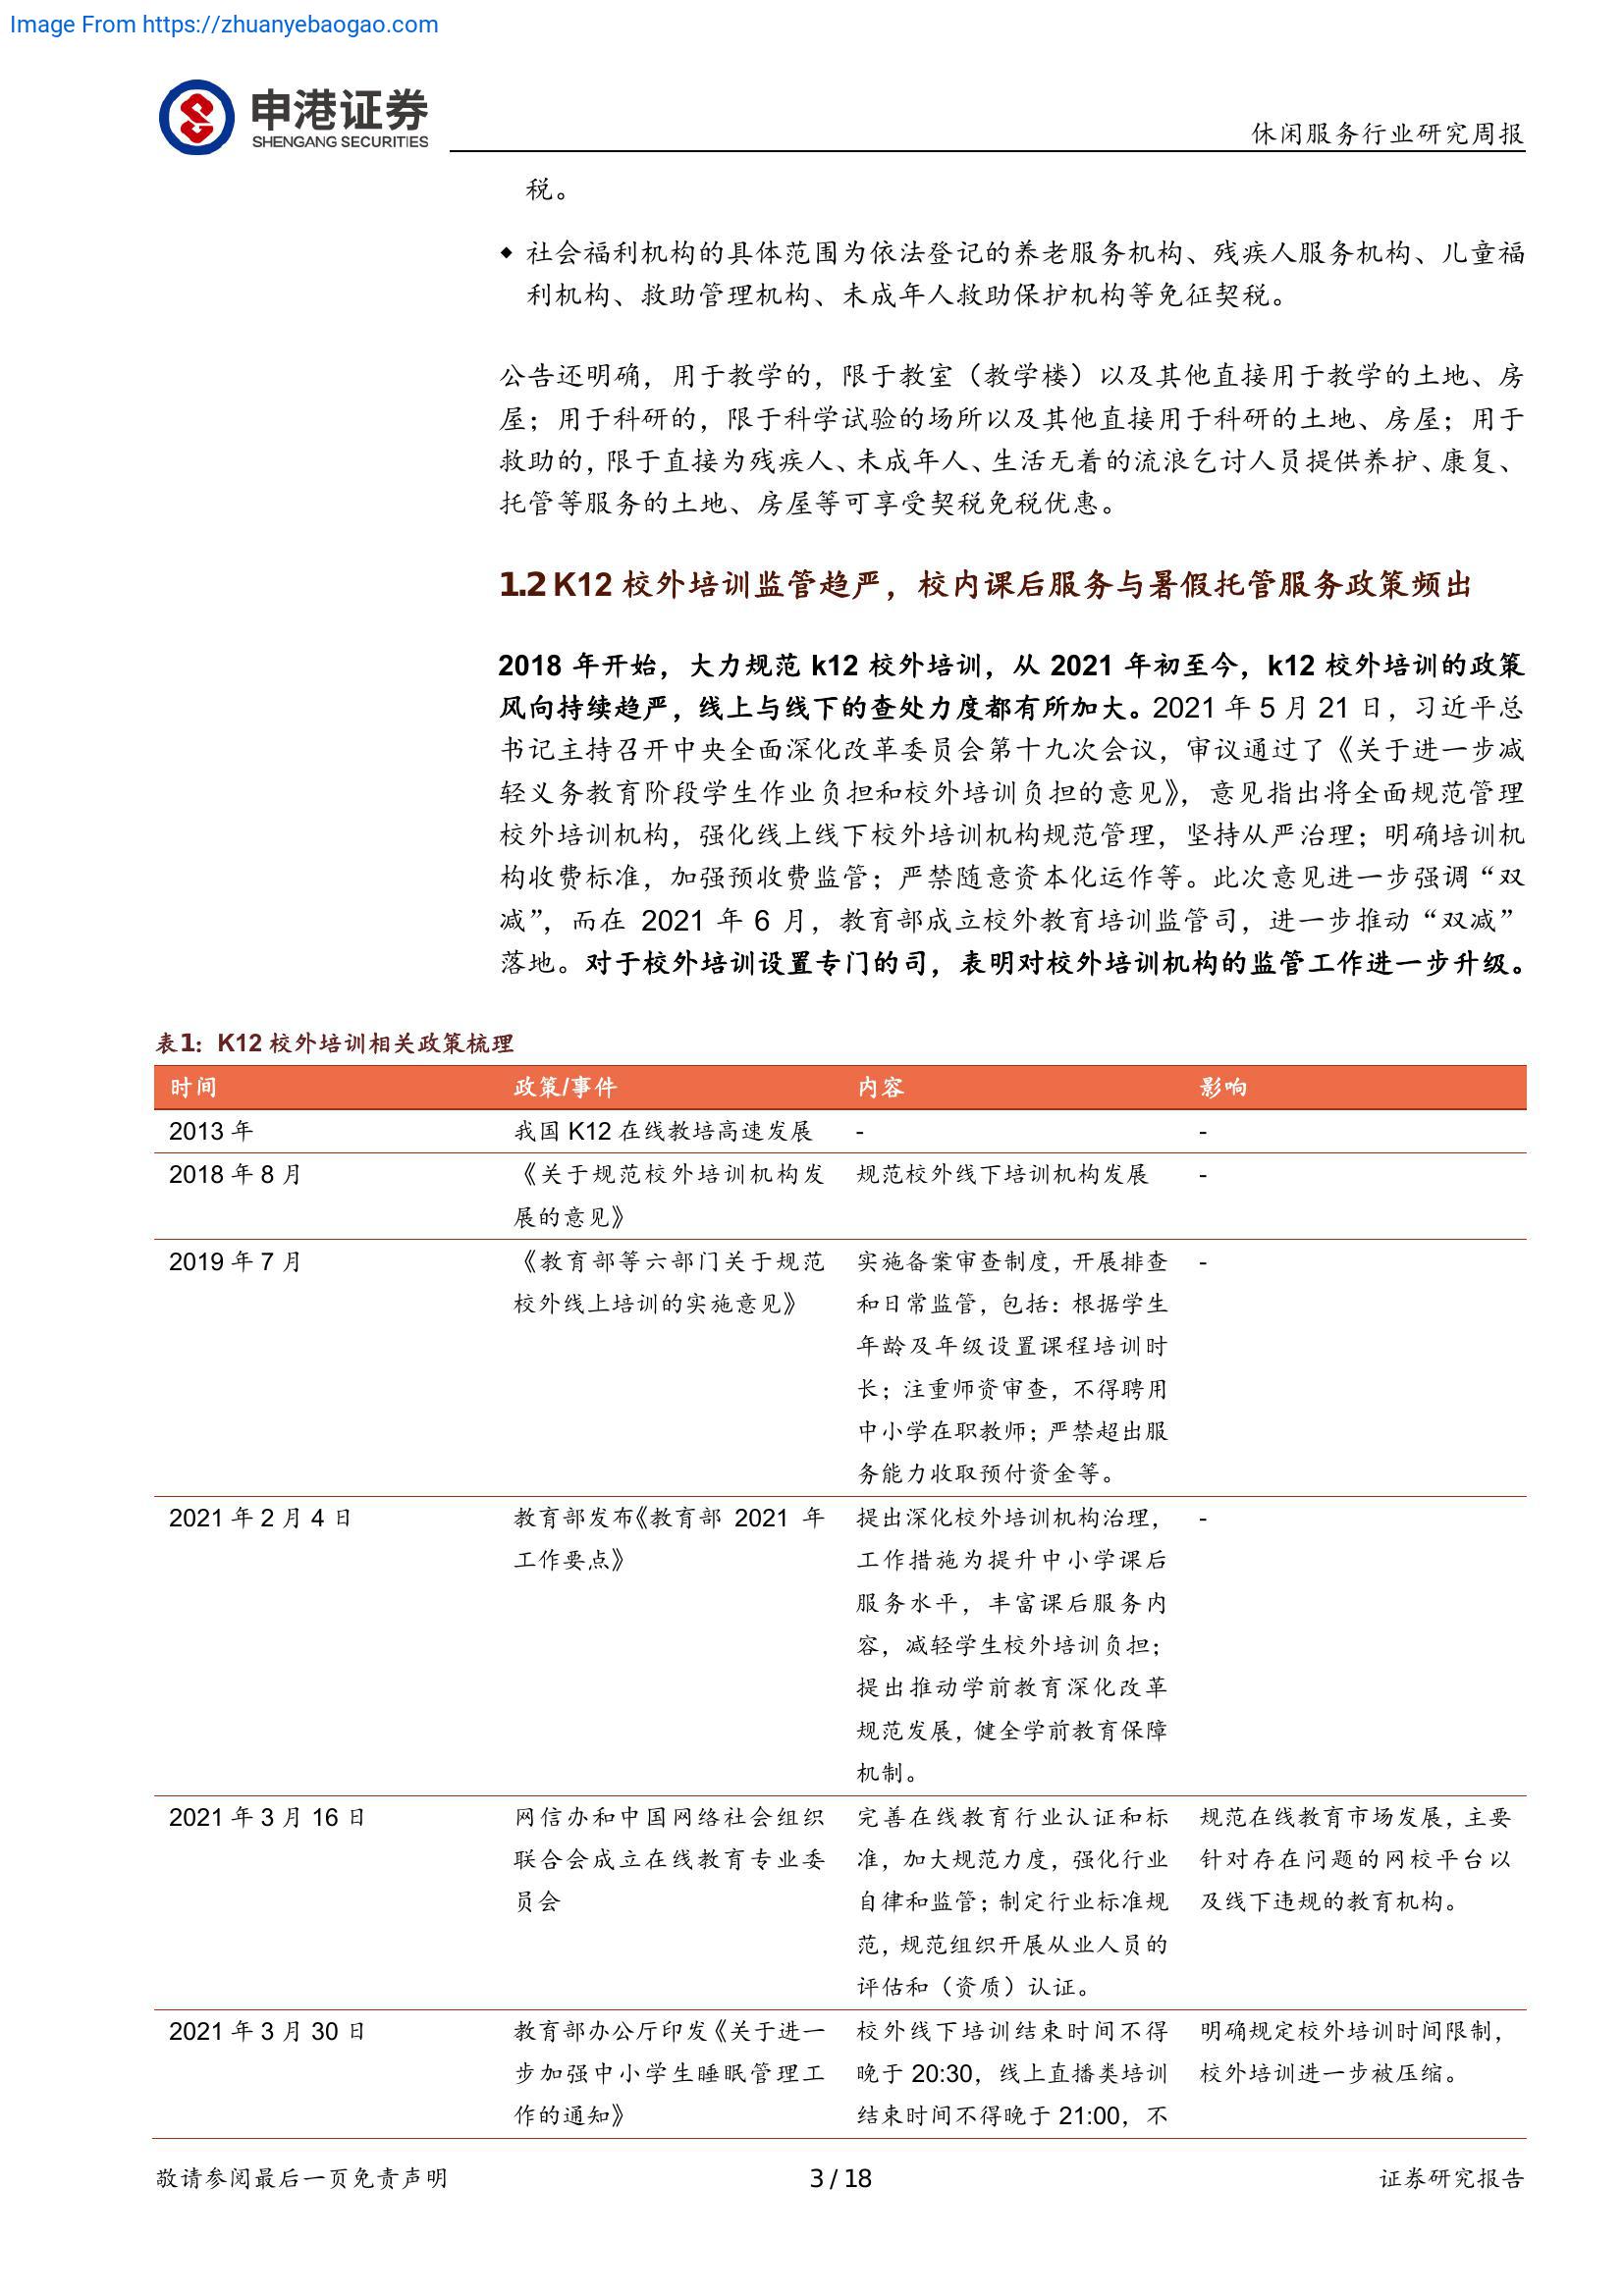 Image From https://zhuanyebaogao.com
申港证券
SHENGANG SECURITIES
休闲服务行业研究周报
税。
◆ 社会福利机构的具体范围为依法登记的养老服务机构、残疾人服务机构、儿童福
利机构、救助管理机构、未成年人救助保护机构等免征契税。
公告还明确，用于教学的，限于教室（教学楼）以及其他直接用于教学的土地、房
屋；用于科研的，限于科学试验的场所以及其他直接用于科研的土地、房屋；用于
救助的，限于直接为残疾人、未成年人、生活无着的流浪乞讨人员提供养护、康复、
托管等服务的土地、房屋等可享受契税免税优惠。
1.2 K12 校外培训监管趋严，校内课后服务与暑假托管服务政策频出
2018 年开始，大力规范 k12 校外培训，从 2021 年初至今，k12 校外培训的政策
风向持续趋严，线上与线下的查处力度都有所加大。2021 年 5 月 21 日，习近平总
书记主持召开中央全面深化改革委员会第十九次会议，审议通过了《关于进一步减
轻义务教育阶段学生作业负担和校外培训负担的意见》，意见指出将全面规范管理
校外培训机构，强化线上线下校外培训机构规范管理，坚持从严治理；明确培训机
构收费标准，加强预收费监管；严禁随意资本化运作等。此次意见进一步强调“双
减”，而在 2021 年 6 月，教育部成立校外教育培训监管司，进一步推动“双减”
落地。对于校外培训设置专门的司，表明对校外培训机构的监管工作进一步升级。
表1：K12 校外培训相关政策梳理
时间 政策/事件 内容 影响
2013 年 我国 K12 在线教培高速发展 - -
2018 年 8 月 《关于规范校外培训机构发 规范校外线下培训机构发展 -
展的意见》
2019 年 7 月 《教育部等六部门关于规范 实施备案审查制度，开展排查 -
校外线上培训的实施意见》 和日常监管，包括：根据学生
年龄及年级设置课程培训时
长；注重师资审查，不得聘用
中小学在职教师；严禁超出服
务能力收取预付资金等。
2021 年 2 月 4 日 教育部发布《教育部 2021 年 提出深化校外培训机构治理， -
工作要点》 工作措施为提升中小学课后
服务水平，丰富课后服务内
容，减轻学生校外培训负担；
提出推动学前教育深化改革
规范发展，健全学前教育保障
机制。
2021 年 3 月 16 日 网信办和中国网络社会组织 完善在线教育行业认证和标 规范在线教育市场发展，主要
联合会成立在线教育专业委 准，加大规范力度，强化行业 针对存在问题的网校平台以
员会 自律和监管；制定行业标准规 及线下违规的教育机构。
范，规范组织开展从业人员的
评估和（资质）认证。
2021 年 3 月 30 日 教育部办公厅印发《关于进一 校外线下培训结束时间不得 明确规定校外培训时间限制，
步加强中小学生睡眠管理工 晚于 20:30，线上直播类培训 校外培训进一步被压缩。
作的通知》 结束时间不得晚于 21:00，不
敬请参阅最后一页免责声明 3 / 18 证券研究报告